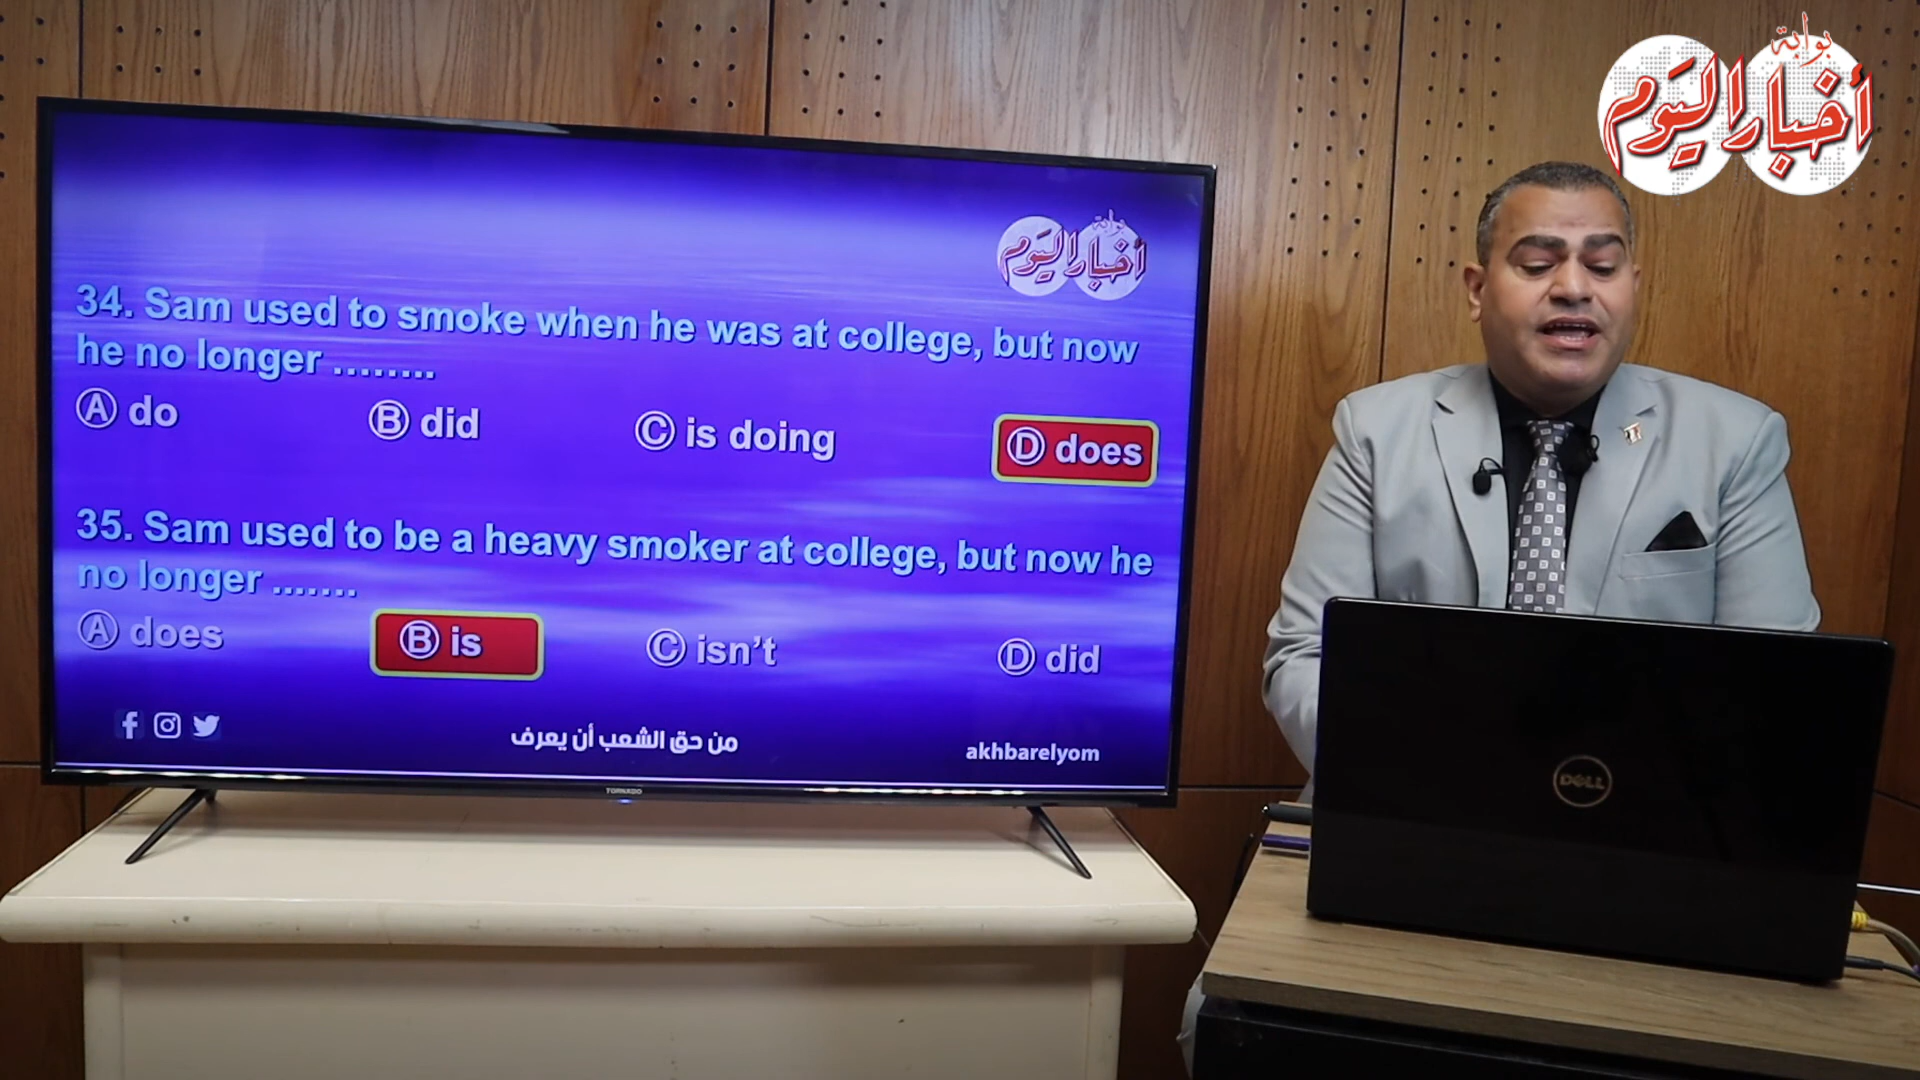 بوابة
أخبار اليوم
بوابة
أخبار اليوم
34. Sam used to smoke when he was at college, but now
he no longer ........
A do B did C is doing D does
35. Sam used to be a heavy smoker at college, but now he
no longer .......
A does B is C isn't D did
من حق الشعب أن يعرف
akhbarelyom
TORNADO
DELL